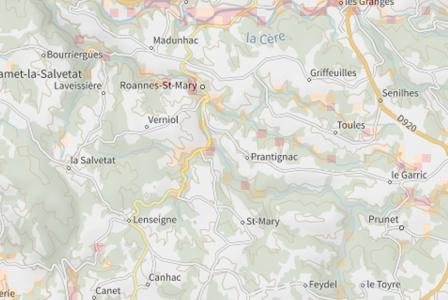 les Granges
la Cère
Madunhac
Bourriergues
amet-la-Salvetat
Griffeuilles
Laveissière
Roannes-St-Mary
Senilhes
Verniol
Toules
D920
la Salvetat
Prantignac
le Garric
Lenseigne
St-Mary
Prunet
Canhac
Canet
Feydel
le Toyre
erie